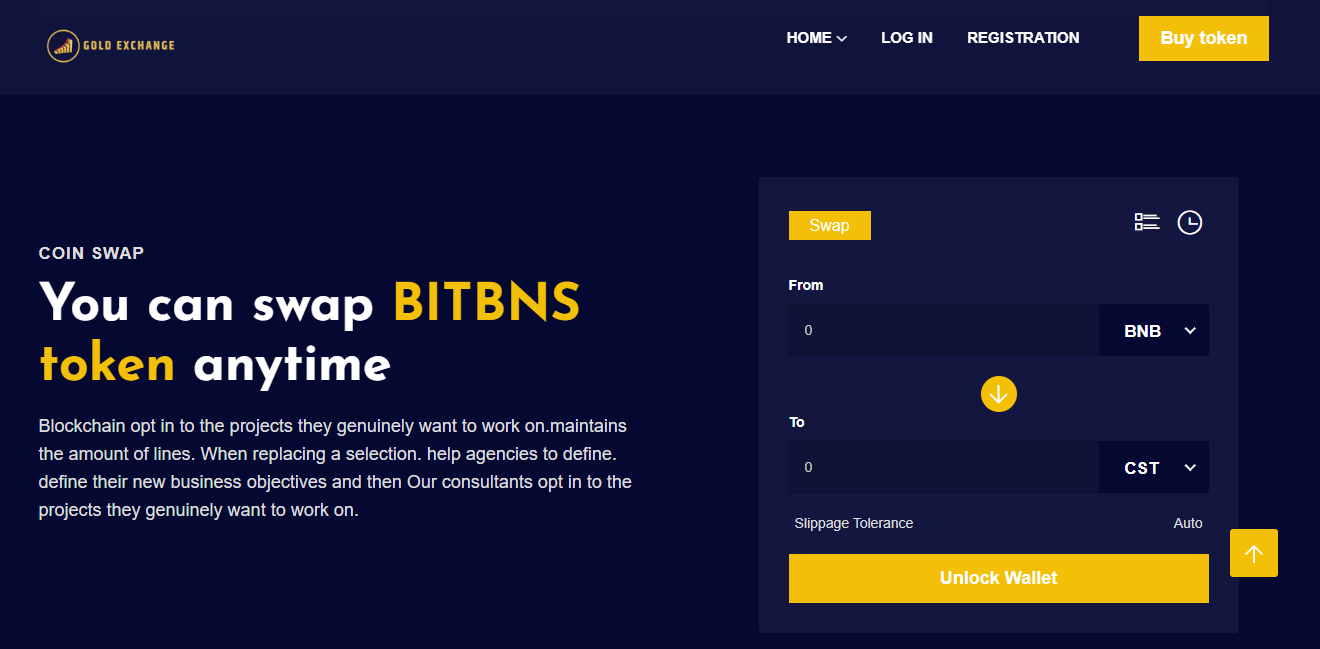 GOLD EXCHANGE
HOME
LOG IN
REGISTRATION
Buy token
COIN SWAP
You can swap BITBNS
token anytime
Blockchain opt in to the projects they genuinely want to work on.maintains
the amount of lines. When replacing a selection. help agencies to define.
define their new business objectives and then Our consultants opt in to the
projects they genuinely want to work on.
Swap
From
0
BNB
To
0
CST
Slippage Tolerance
Auto
Unlock Wallet